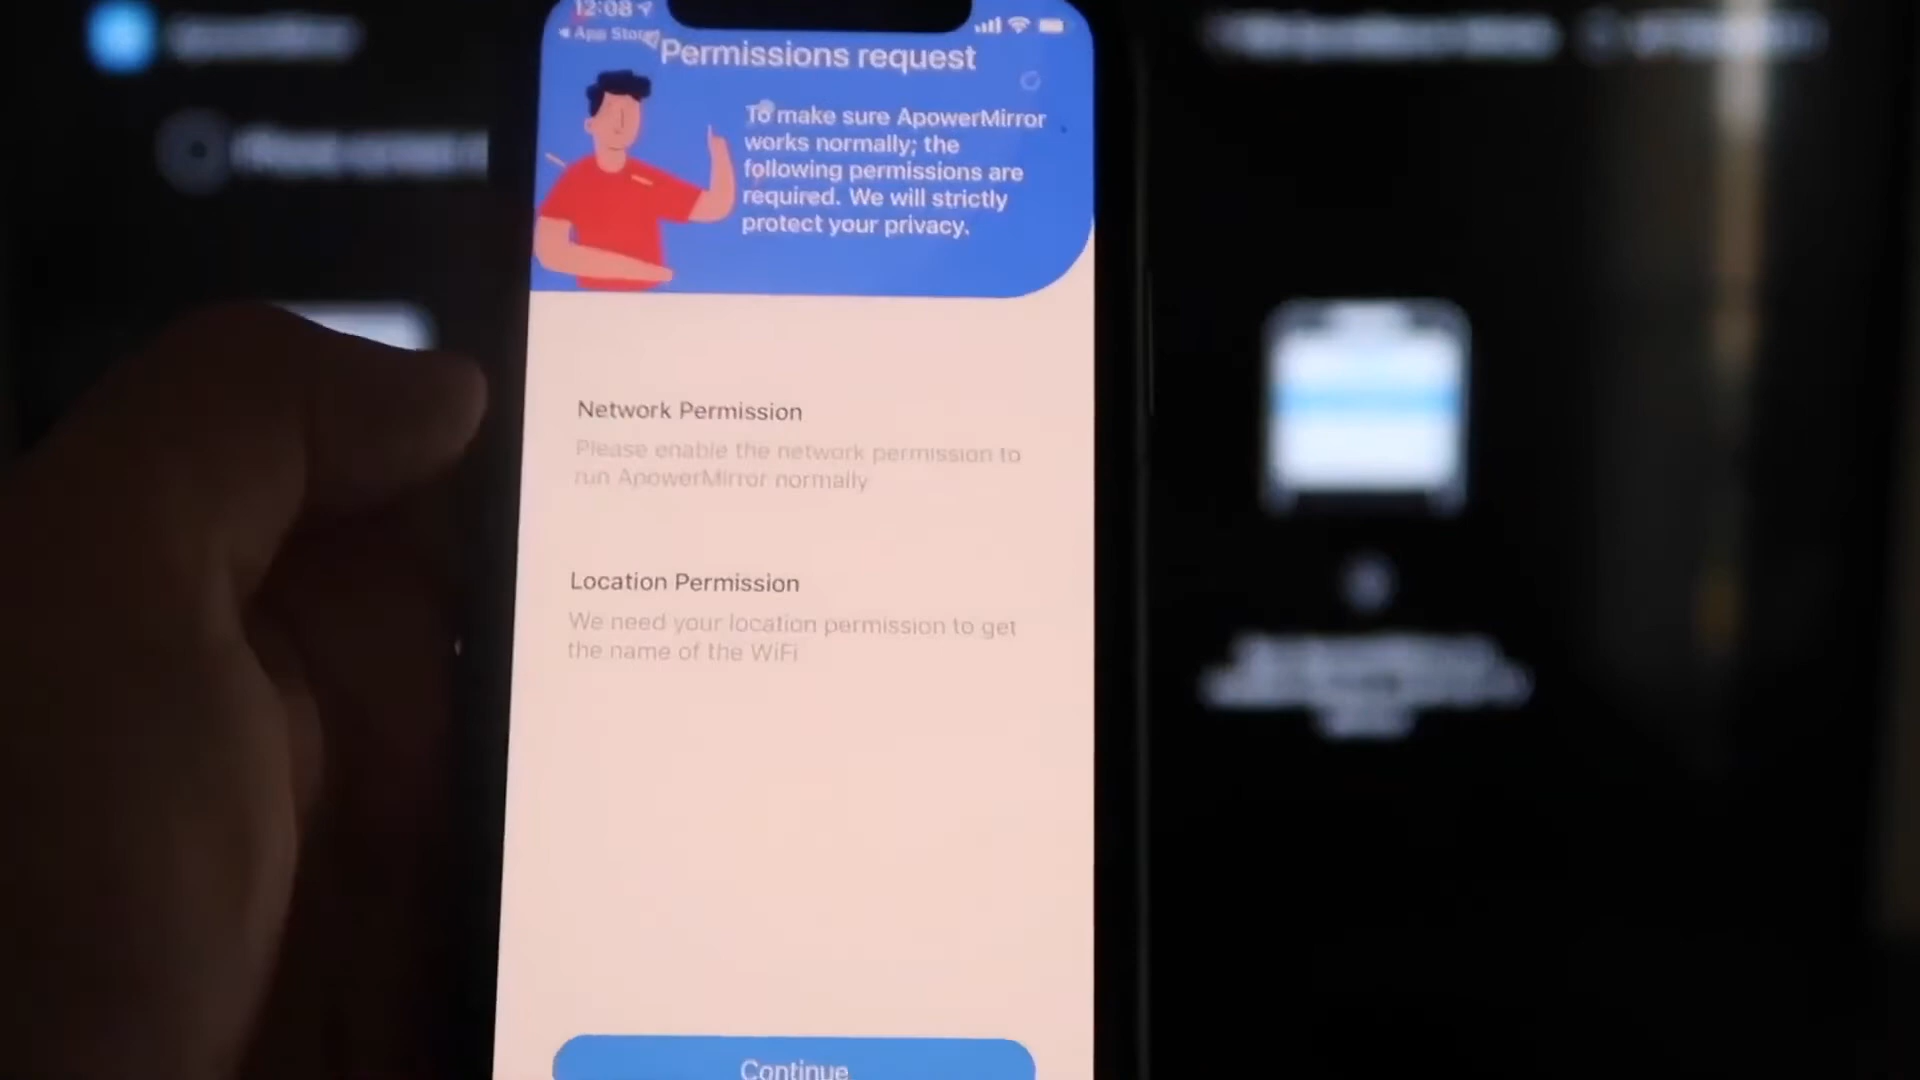 12:08
App Store
Permissions request
To make sure ApowerMirror
works normally; the
following permissions are
required. We will strictly
protect your privacy.
Network Permission
Please enable the network permission to
run ApowerMirror normally
Location Permission
We need your location permission to get
the name of the WiFi
Continue